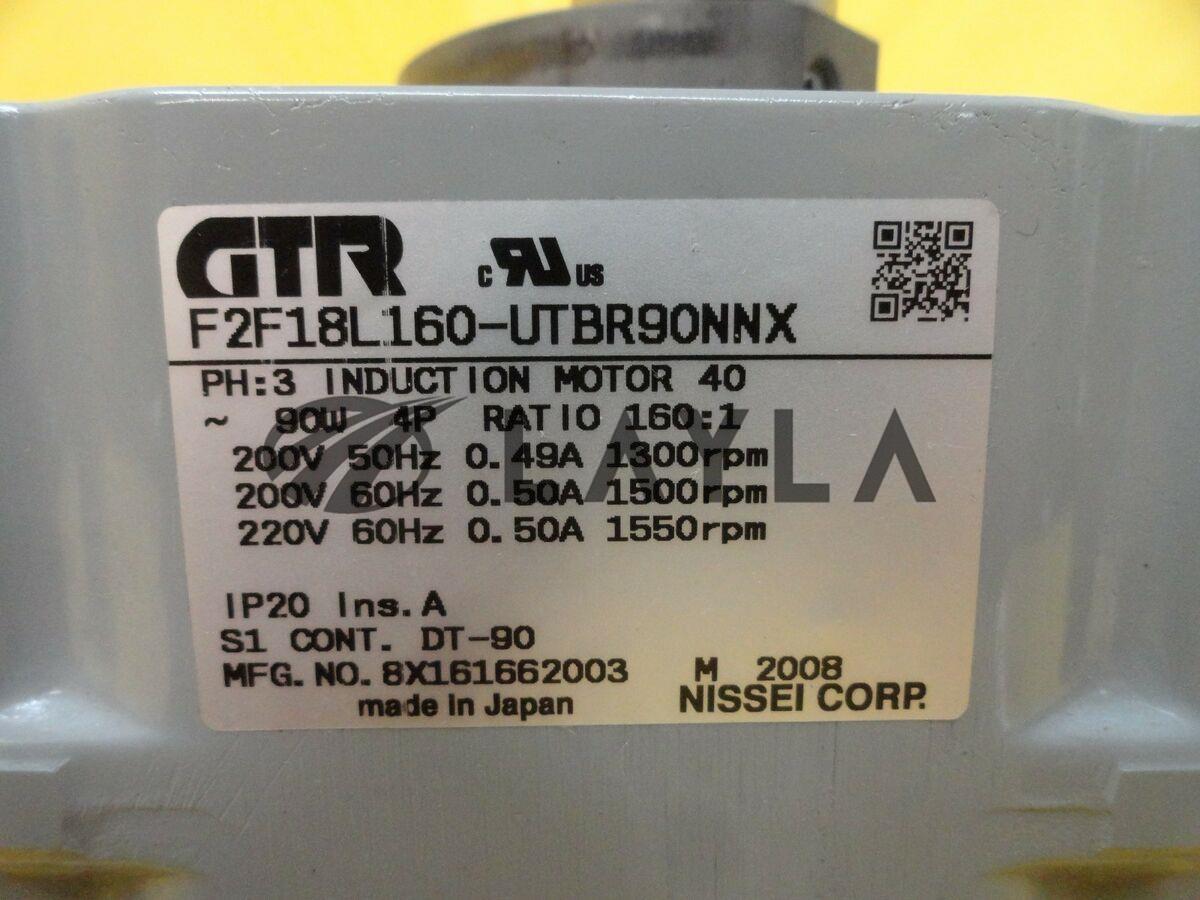 GTR
c RU US
F2F18L160-UTBR90NNX
PH:3 INDUCTION MOTOR 40
~ 90W 4P RATIO 160:1
200V 50Hz 0.49A 1300rpm
200V 60Hz 0.50A 1500rpm
220V 60Hz 0.50A 1550rpm
LAYLA
IP20 Ins.A
S1 CONT. DT-90
MFG.NO.8X161662003 M 2008
made in Japan NISSEI CORP.